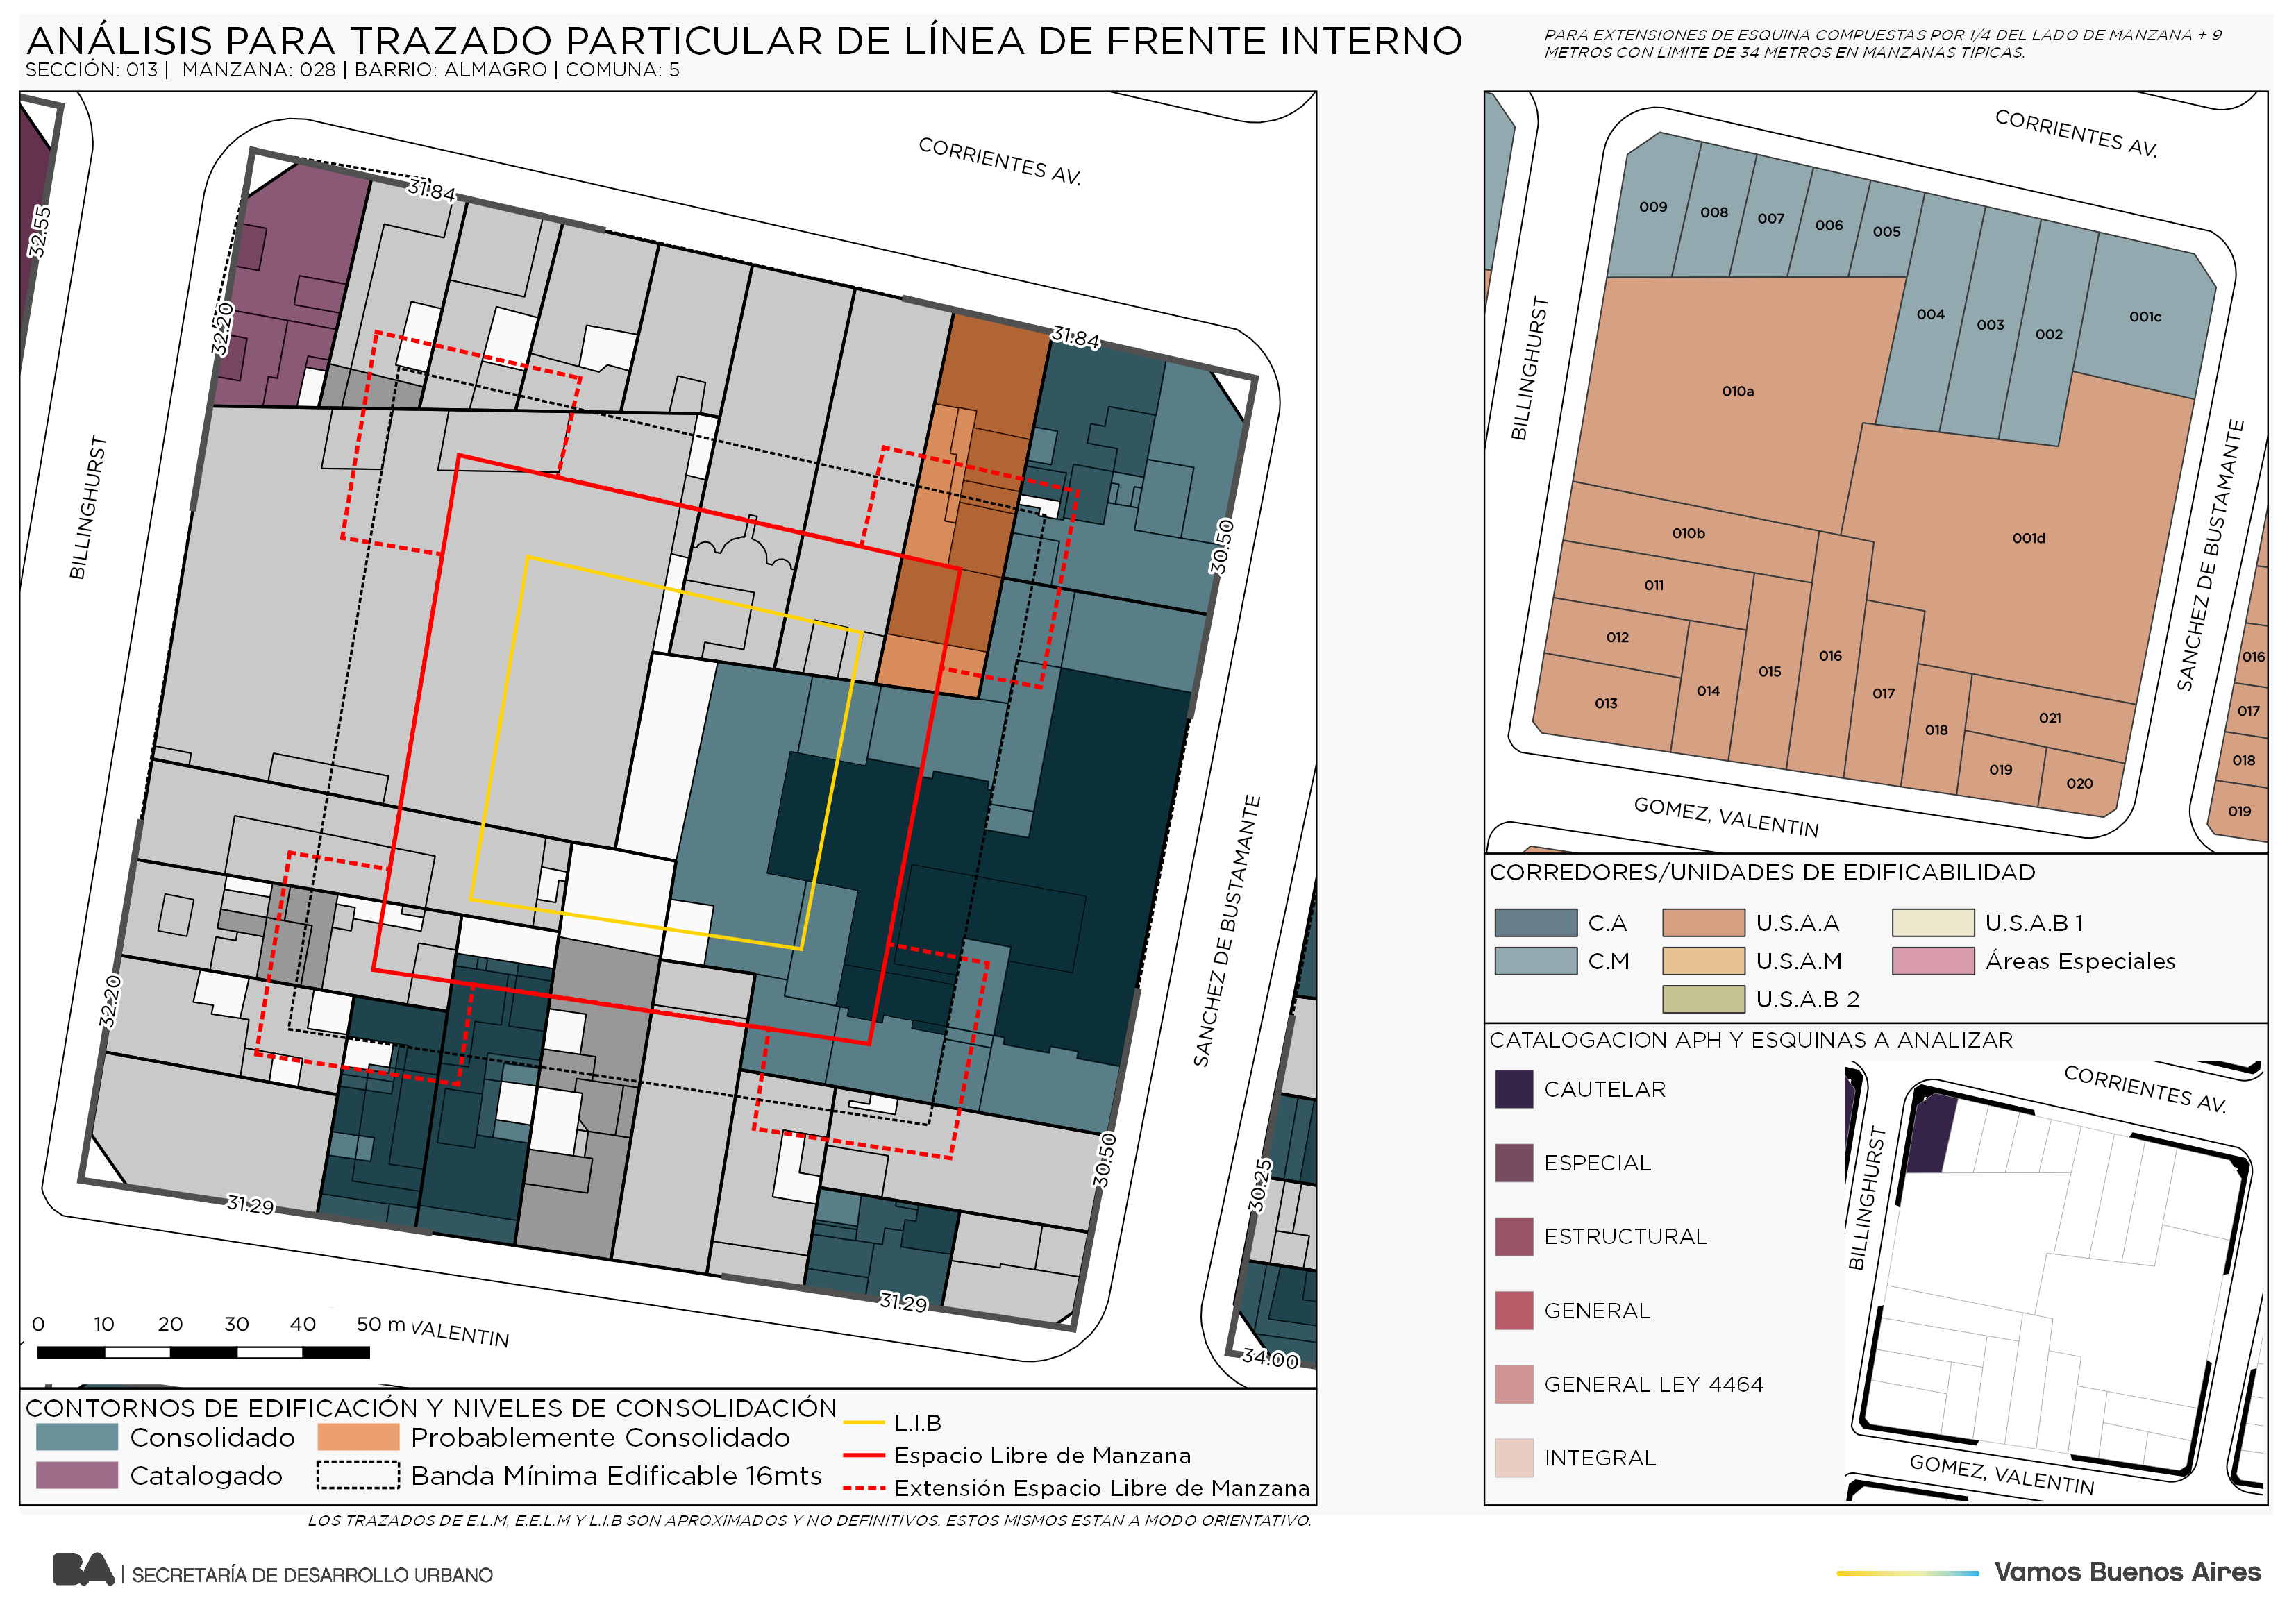 ANÁLISIS PARA TRAZADO PARTICULAR DE LÍNEA DE FRENTE INTERNO
SECCIÓN: 013 | MANZANA: 028 | BARRIO: ALMAGRO | COMUNA: 5
PARA EXTENSIONES DE ESQUINA COMPUESTAS POR 1/4 DEL LADO DE MANZANA + 9
METROS CON LIMITE DE 34 METROS EN MANZANAS TIPICAS.
CORRIENTES AV.
31.84
32.55
32.20
31.84
BILLINGHURST
30.50
SANCHEZ DE BUSTAMANTE
32.20
30.50
30.25
31.29
31.29
34.00
0 10 20 30 40 50 m
VALENTIN
CONTORNOS DE EDIFICACIÓN Y NIVELES DE CONSOLIDACIÓN
Consolidado
Probablemente Consolidado
Catalogado
Banda Mínima Edificable 16mts
L.I.B
Espacio Libre de Manzana
Extensión Espacio Libre de Manzana
CORRIENTES AV.
BILLINGHURST
SANCHEZ DE BUSTAMANTE
GOMEZ, VALENTIN
009
008
007
006
005
004
003
002
001c
010a
001d
010b
011
012
013
014
015
016
017
018
021
019
020
016
017
018
019
CORREDORES/UNIDADES DE EDIFICABILIDAD
C.A
U.S.A.A
U.S.A.B 1
C.M
U.S.A.M
Áreas Especiales
U.S.A.B 2
CATALOGACION APH Y ESQUINAS A ANALIZAR
CAUTELAR
ESPECIAL
ESTRUCTURAL
GENERAL
GENERAL LEY 4464
INTEGRAL
CORRIENTES AV.
BILLINGHURST
GOMEZ, VALENTIN
LOS TRAZADOS DE E.L.M, E.E.L.M Y L.I.B SON APROXIMADOS Y NO DEFINITIVOS. ESTOS MISMOS ESTAN A MODO ORIENTATIVO.
BA | SECRETARÍA DE DESARROLLO URBANO
Vamos Buenos Aires